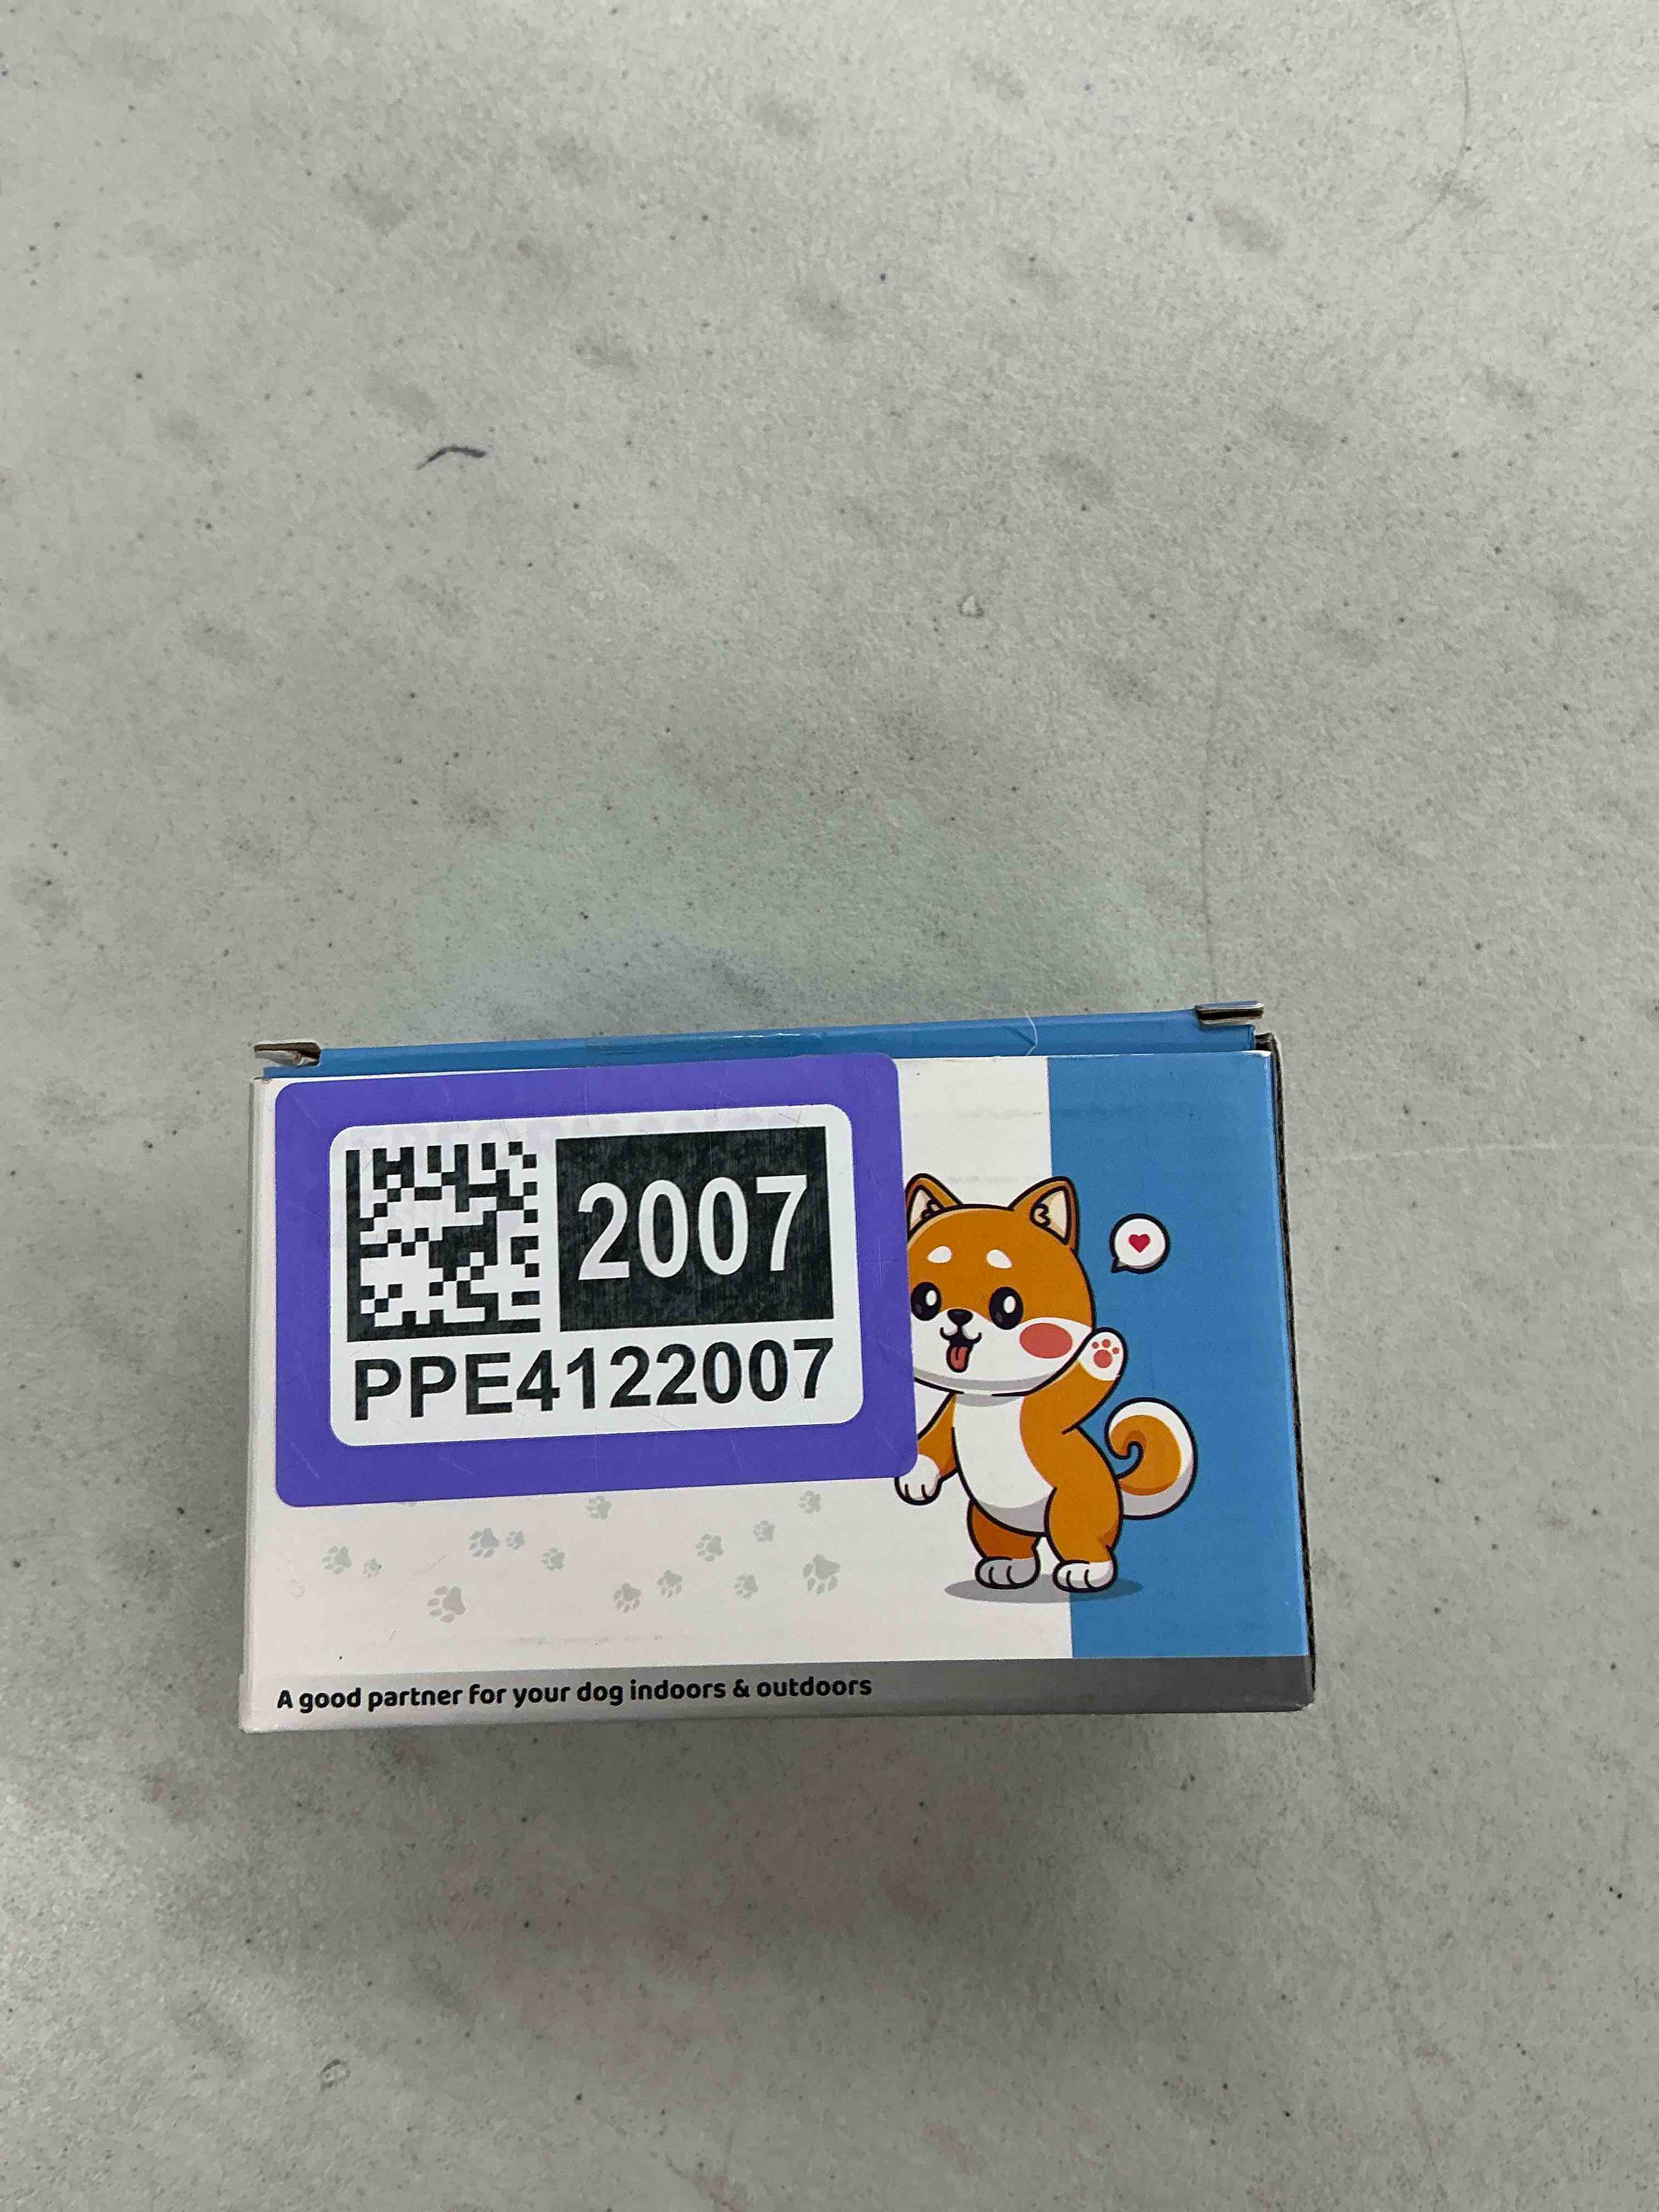 2007
PPE4122007
A good partner for your dog indoors & outdoors